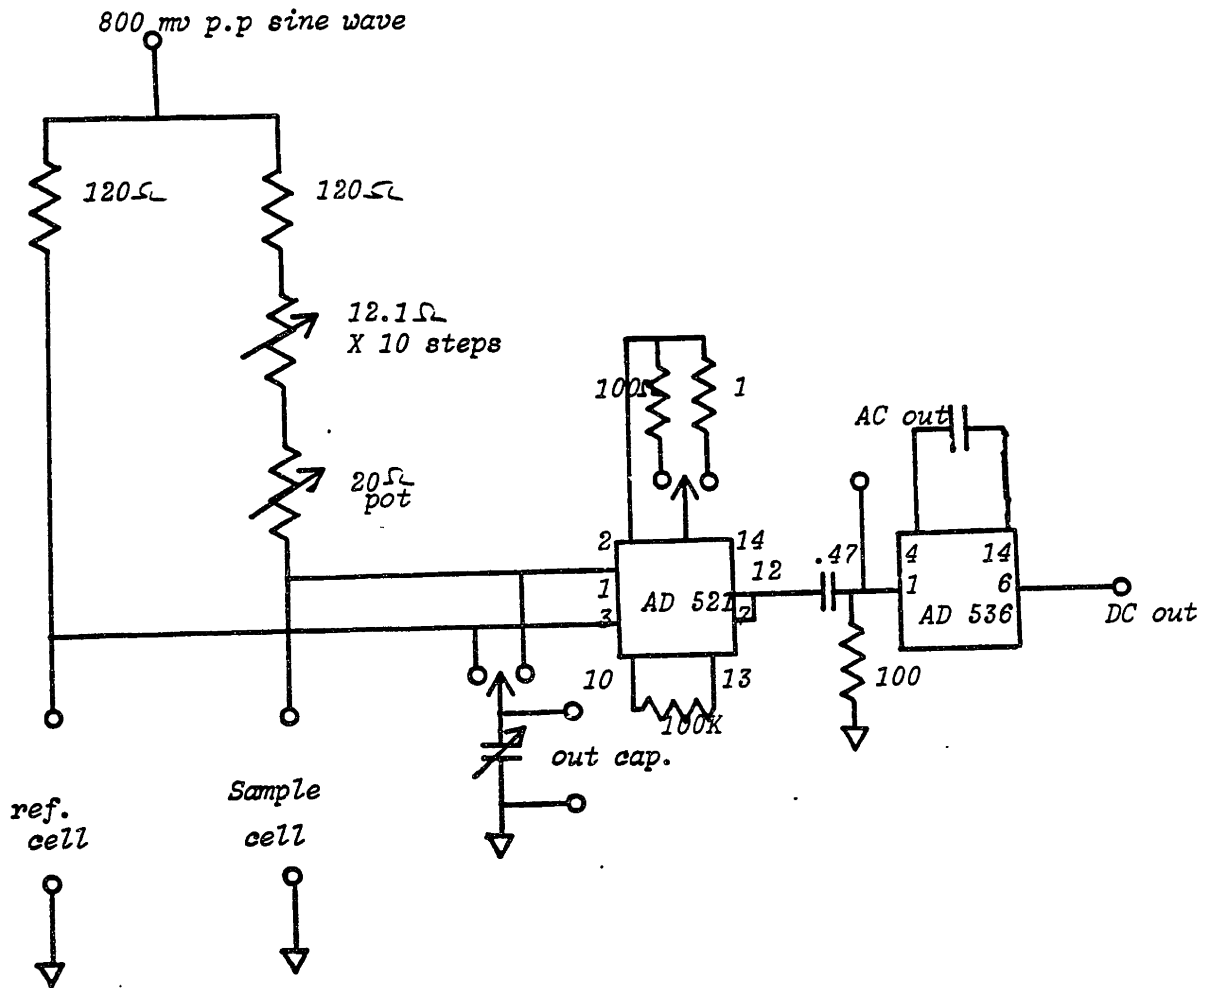 800 mv p.p sine wave
120Ω
120Ω
12.1Ω
X 10 steps
20Ω
pot
100Ω
1
AC out
2
14
12
.47
4
14
1
6
1
3
AD 521
7
AD 536
DC out
10
13
100
100K
out cap.
ref.
cell
Sample
cell